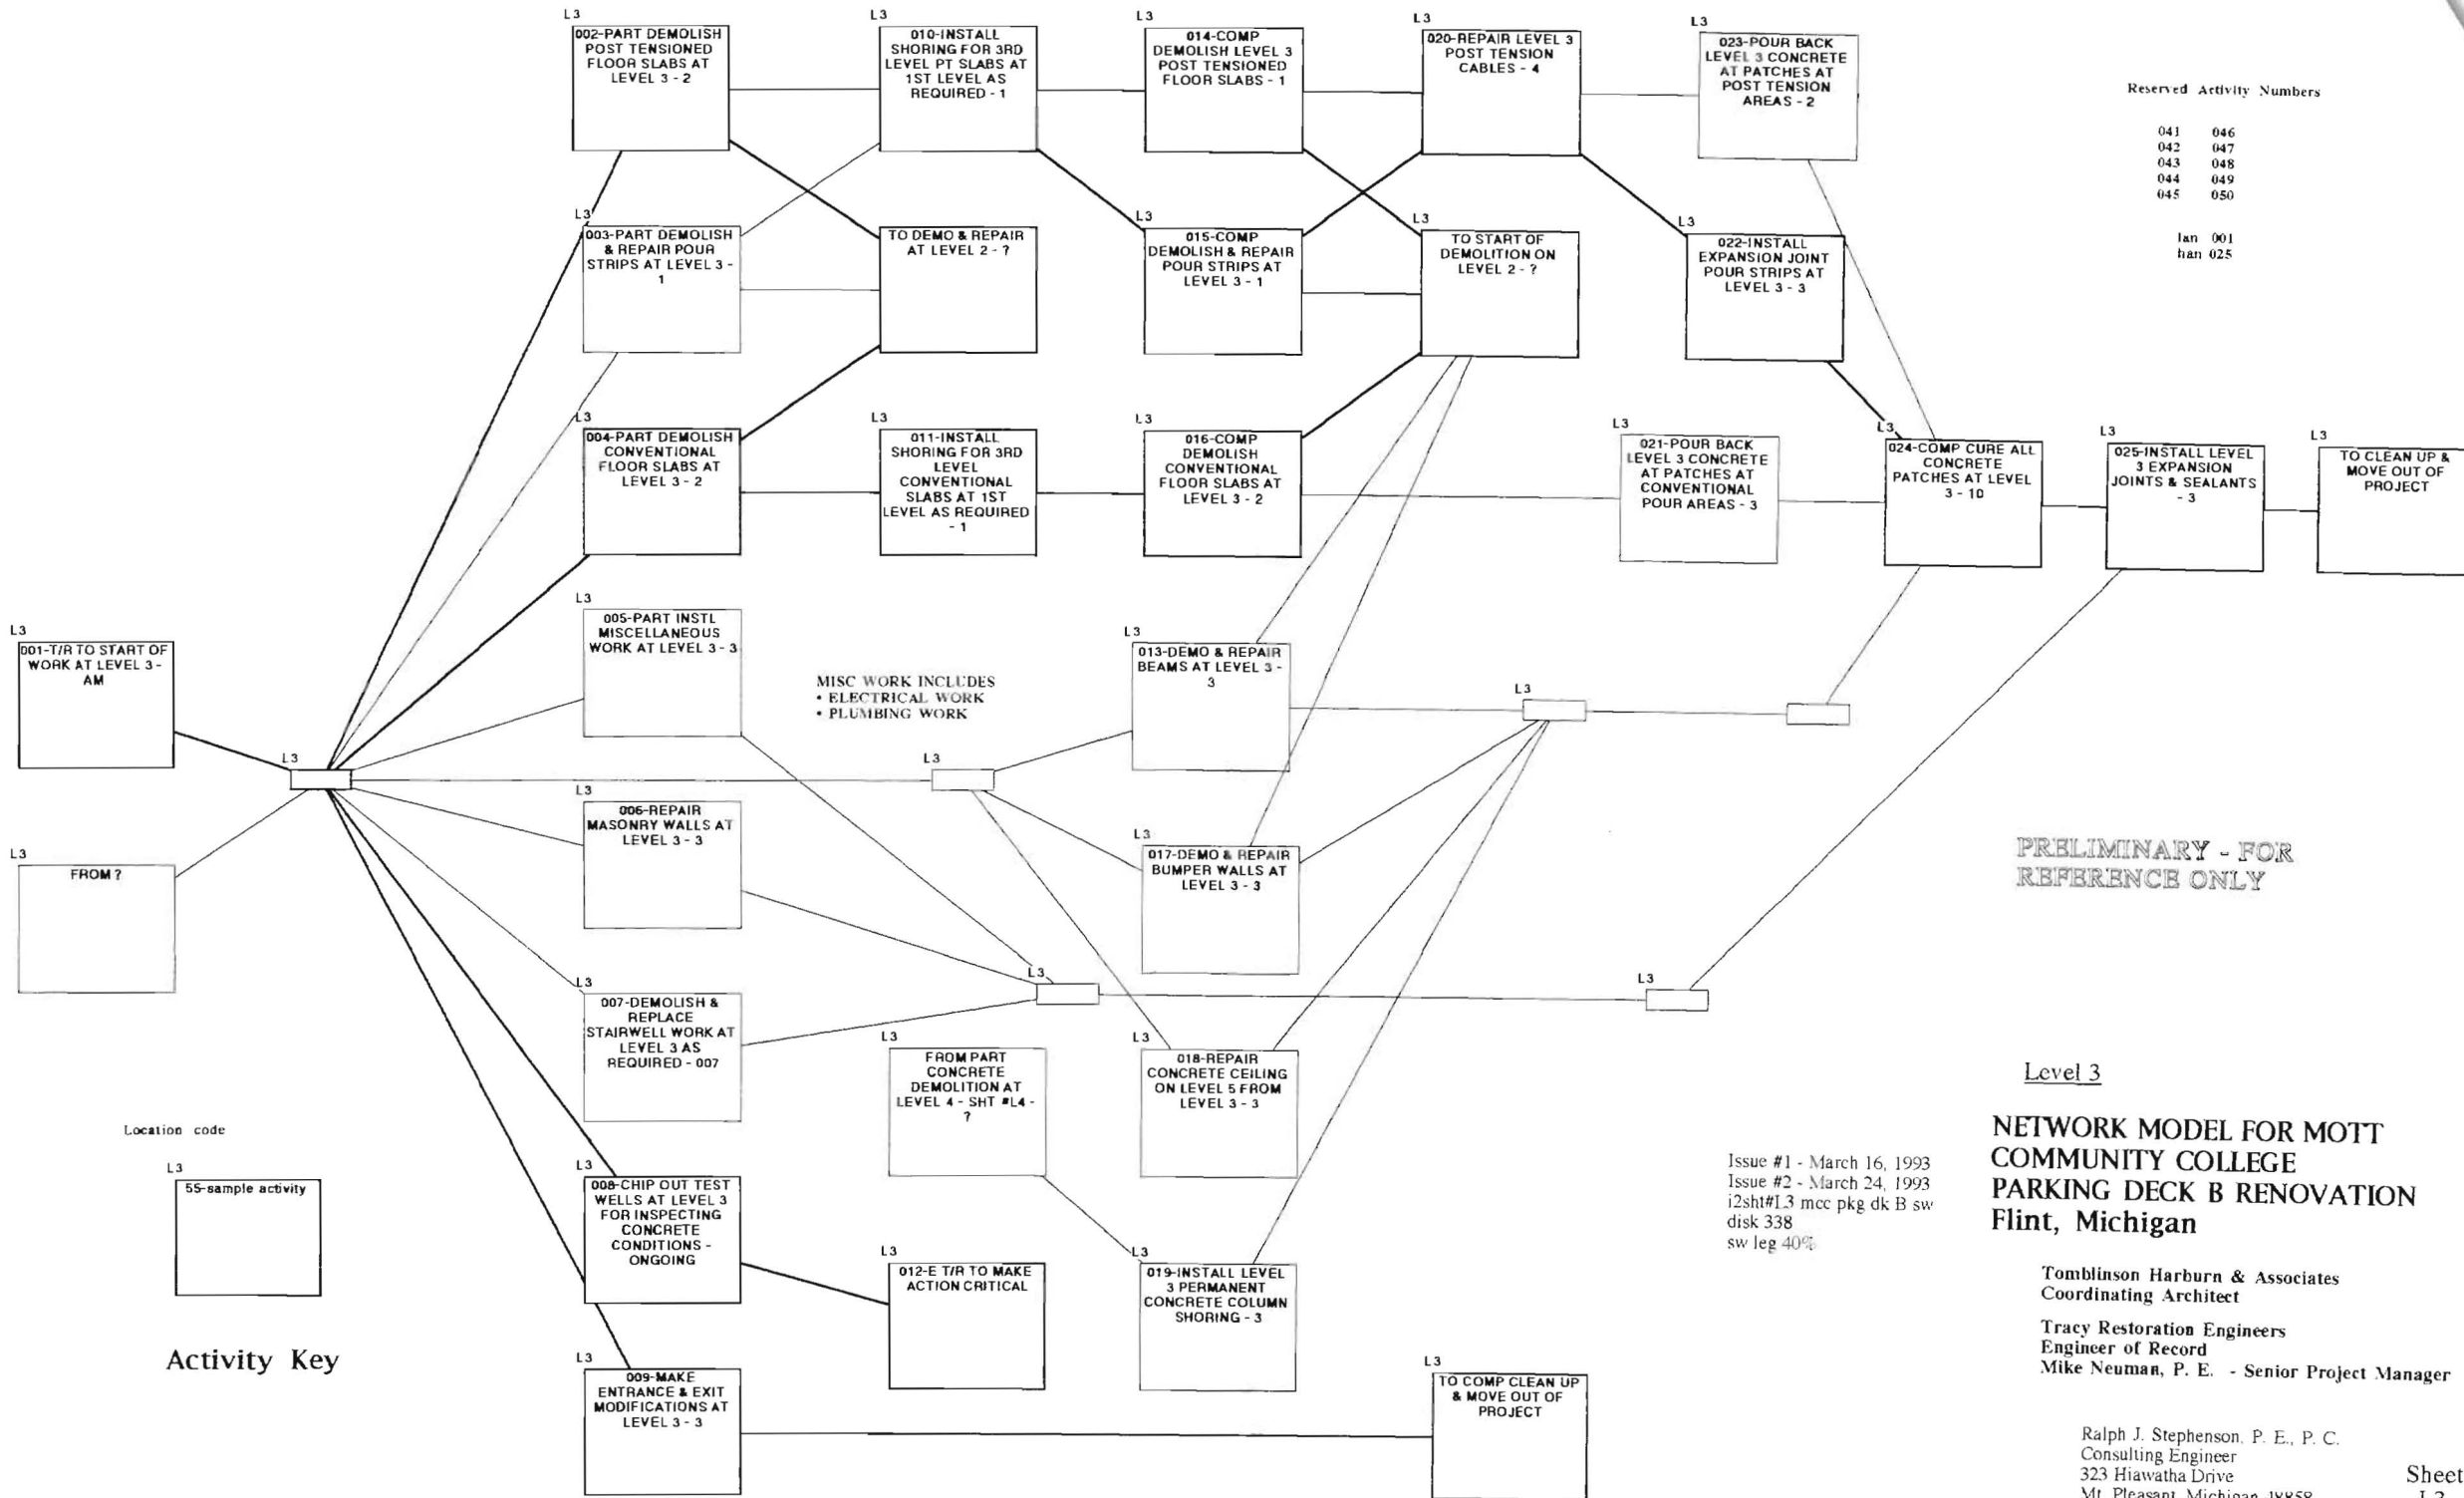 L3
002-PART DEMOLISH
POST TENSIONED
FLOOR SLABS AT
LEVEL 3 - 2
L3
010-INSTALL
SHORING FOR 3RD
LEVEL PT SLABS AT
1ST LEVEL AS
REQUIRED - 1
L3
014-COMP
DEMOLISH LEVEL 3
POST TENSIONED
FLOOR SLABS - 1
L3
020-REPAIR LEVEL 3
POST TENSION
CABLES - 4
L3
023-POUR BACK
LEVEL 3 CONCRETE
AT PATCHES AT
POST TENSION
AREAS - 2
Reserved Activity Numbers
041 046
042 047
043 048
044 049
045 050
lan 001
han 025
L3
003-PART DEMOLISH
& REPAIR POUR
STRIPS AT LEVEL 3 -
1
TO DEMO & REPAIR
AT LEVEL 2 - ?
L3
015-COMP
DEMOLISH & REPAIR
POUR STRIPS AT
LEVEL 3 - 1
L3
TO START OF
DEMOLITION ON
LEVEL 2 - ?
L3
022-INSTALL
EXPANSION JOINT
POUR STRIPS AT
LEVEL 3 - 3
L3
004-PART DEMOLISH
CONVENTIONAL
FLOOR SLABS AT
LEVEL 3 - 2
L3
011-INSTALL
SHORING FOR 3RD
LEVEL
CONVENTIONAL
SLABS AT 1ST
LEVEL AS REQUIRED
- 1
L3
016-COMP
DEMOLISH
CONVENTIONAL
FLOOR SLABS AT
LEVEL 3 - 2
L3
021-POUR BACK
LEVEL 3 CONCRETE
AT PATCHES AT
CONVENTIONAL
POUR AREAS - 3
L3
024-COMP CURE ALL
CONCRETE
PATCHES AT LEVEL
3 - 10
L3
025-INSTALL LEVEL
3 EXPANSION
JOINTS & SEALANTS
- 3
L3
TO CLEAN UP &
MOVE OUT OF
PROJECT
L3
001-T/R TO START OF
WORK AT LEVEL 3 -
AM
L3
005-PART INSTL
MISCELLANEOUS
WORK AT LEVEL 3 - 3
MISC WORK INCLUDES
• ELECTRICAL WORK
• PLUMBING WORK
L3
013-DEMO & REPAIR
BEAMS AT LEVEL 3 -
3
L3
L3
L3
L3
FROM ?
L3
006-REPAIR
MASONRY WALLS AT
LEVEL 3 - 3
L3
017-DEMO & REPAIR
BUMPER WALLS AT
LEVEL 3 - 3
PRELIMINARY - FOR
REFERENCE ONLY
L3
007-DEMOLISH &
REPLACE
STAIRWELL WORK AT
LEVEL 3 AS
REQUIRED - 007
L3
L3
L3
FROM PART
CONCRETE
DEMOLITION AT
LEVEL 4 - SHT #L4 -
?
L3
018-REPAIR
CONCRETE CEILING
ON LEVEL 5 FROM
LEVEL 3 - 3
Location code
L3
55-sample activity
Activity Key
L3
008-CHIP OUT TEST
WELLS AT LEVEL 3
FOR INSPECTING
CONCRETE
CONDITIONS -
ONGOING
L3
012-E T/R TO MAKE
ACTION CRITICAL
L3
019-INSTALL LEVEL
3 PERMANENT
CONCRETE COLUMN
SHORING - 3
L3
009-MAKE
ENTRANCE & EXIT
MODIFICATIONS AT
LEVEL 3 - 3
L3
TO COMP CLEAN UP
& MOVE OUT OF
PROJECT
Issue #1 - March 16, 1993
Issue #2 - March 24, 1993
i2sht#L3 mcc pkg dk B sw
disk 338
sw leg 40%
Level 3
NETWORK MODEL FOR MOTT
COMMUNITY COLLEGE
PARKING DECK B RENOVATION
Flint, Michigan
Tomblinson Harburn & Associates
Coordinating Architect
Tracy Restoration Engineers
Engineer of Record
Mike Neuman, P. E. - Senior Project Manager
Ralph J. Stephenson, P. E., P. C.
Consulting Engineer
323 Hiawatha Drive
Mt. Pleasant, Michigan 48858
Sheet